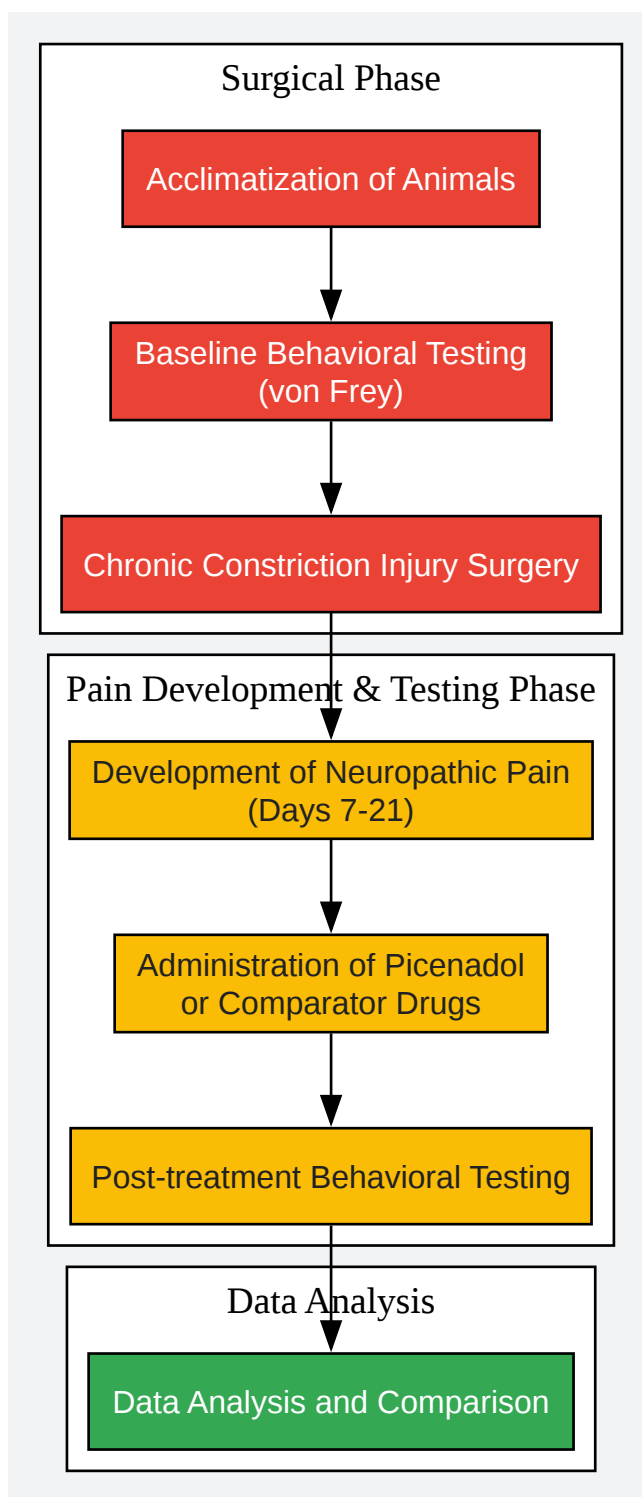 Surgical Phase
Acclimatization of Animals
Baseline Behavioral Testing
(von Frey)
Chronic Constriction Injury Surgery
Pain Development & Testing Phase
Development of Neuropathic Pain
(Days 7-21)
Administration of Picenadol
or Comparator Drugs
Post-treatment Behavioral Testing
Data Analysis
Data Analysis and Comparison